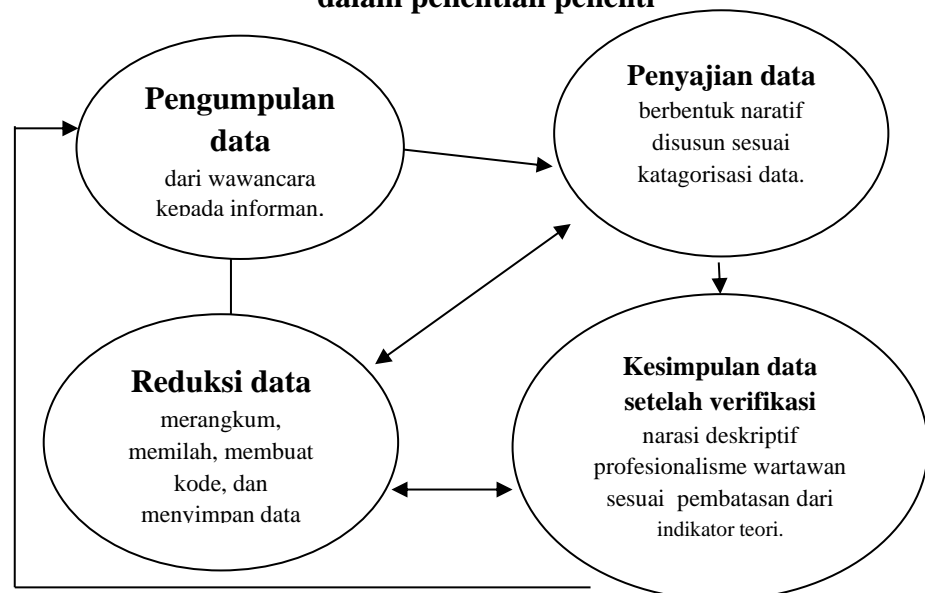 dalam penelitian peneliti
Pengumpulan
data
dari wawancara
kepada informan.
Penyajian data
berbentuk naratif
disusun sesuai
katagorisasi data.
Reduksi data
merangkum,
memilah, membuat
kode, dan
menyimpan data
Kesimpulan data
setelah verifikasi
narasi deskriptif
profesionalisme wartawan
sesuai pembatasan dari
indikator teori.